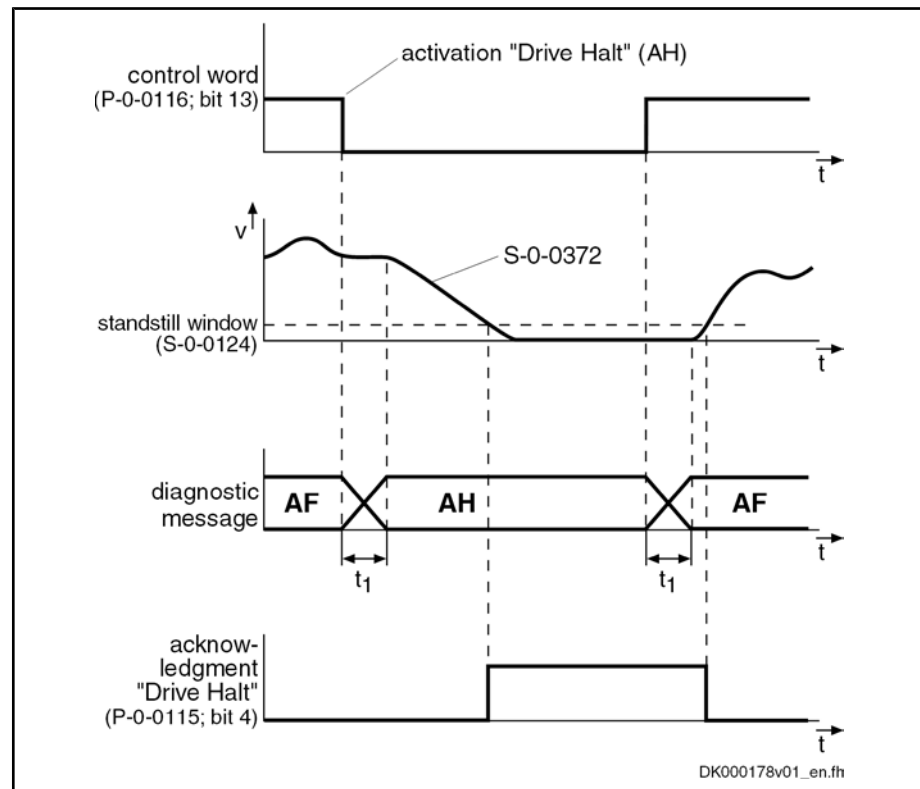 activation "Drive Halt" (AH)
control word
(P-0-0116; bit 13)
t
v
S-0-0372
standstill window
(S-0-0124)
t
diagnostic
message
AF
AH
AF
t
t1
t1
acknow-
ledgment
"Drive Halt"
(P-0-0115; bit 4)
t
DK000178v01_en.fh